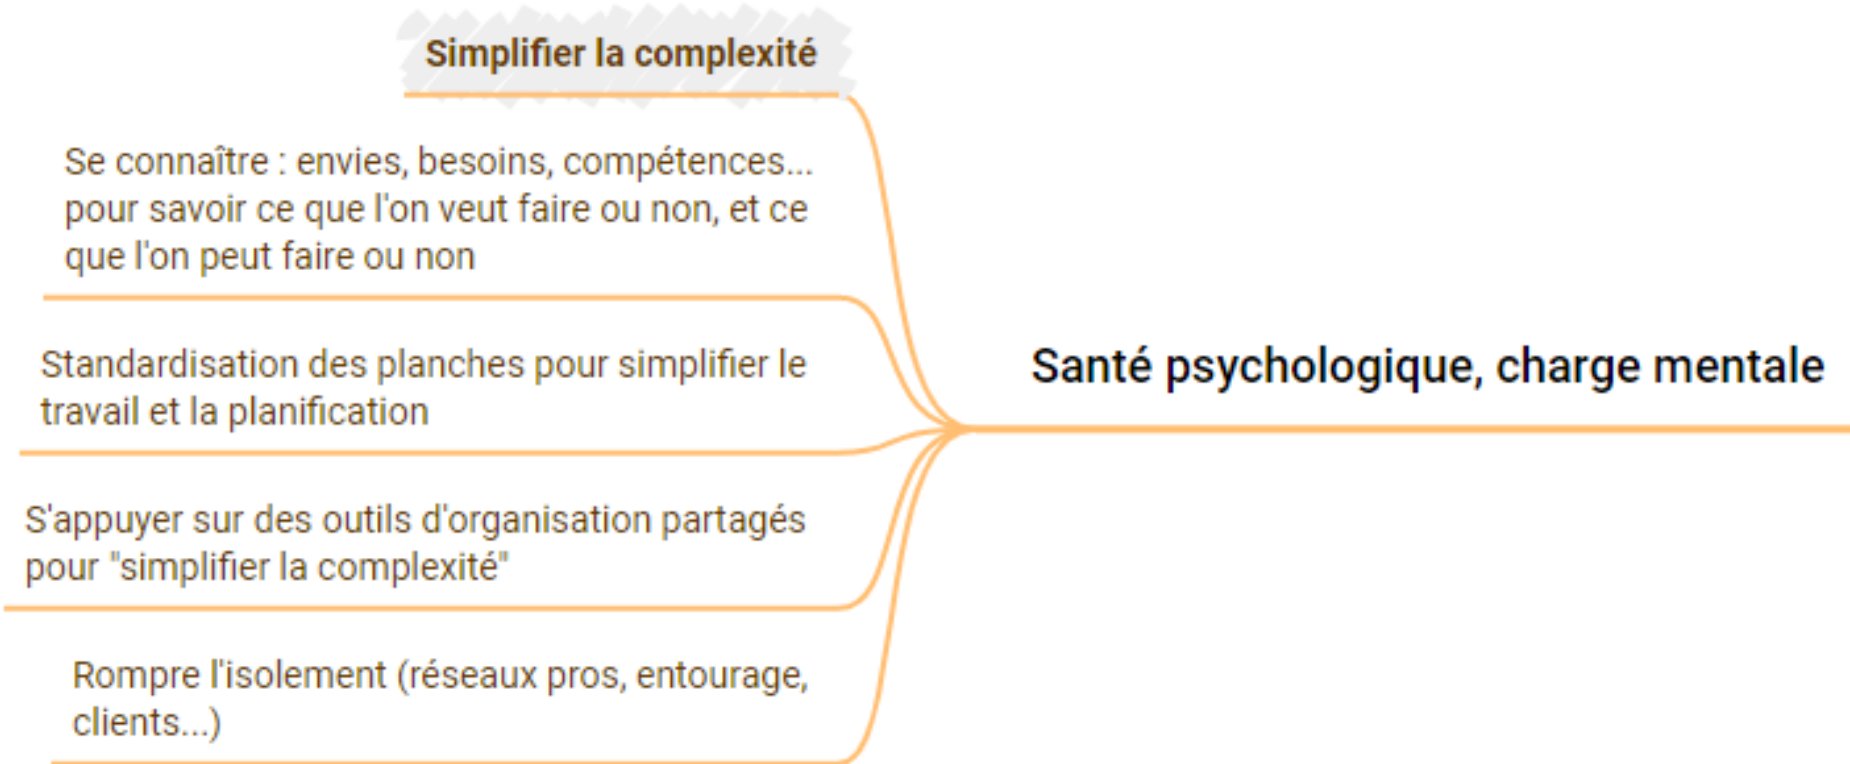 Simplifier la complexité
Se connaître : envies, besoins, compétences...
pour savoir ce que l'on veut faire ou non, et ce
que l'on peut faire ou non
Standardisation des planches pour simplifier le
travail et la planification
S'appuyer sur des outils d'organisation partagés
pour "simplifier la complexité"
Rompre l'isolement (réseaux pros, entourage,
clients...)
Santé psychologique, charge mentale